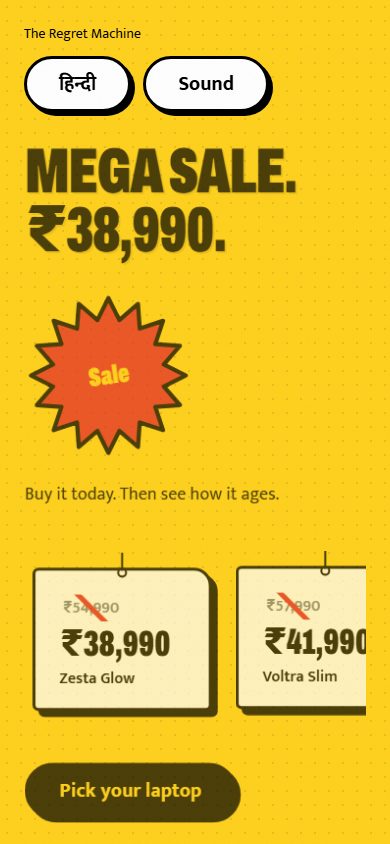 The Regret Machine
हिन्दी
Sound
MEGA SALE.
₹38,990.
Sale
Buy it today. Then see how it ages.
₹54,990
₹38,990
Zesta Glow
₹57,990
₹41,990
Voltra Slim
Pick your laptop